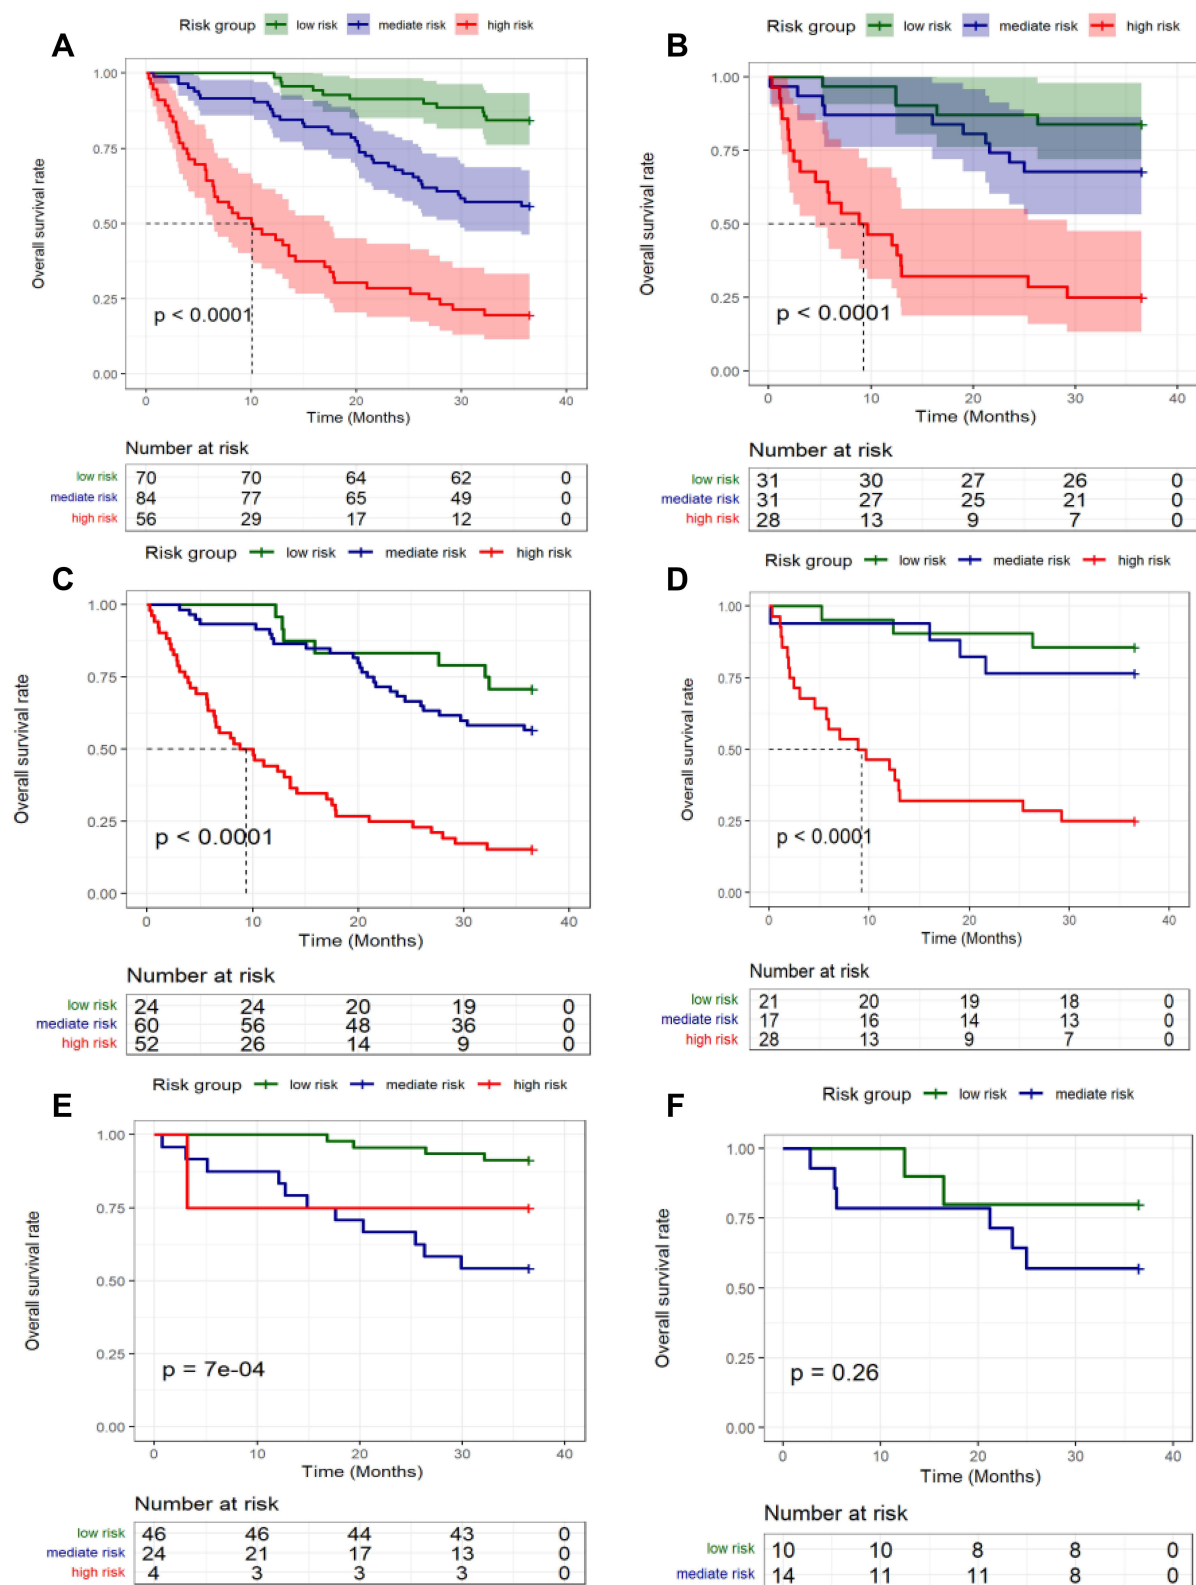 A
Risk group low risk mediate risk high risk
Overall survival rate
1.00
0.75
0.50
0.25
0.00
p < 0.0001
0 10 20 30 40
Time (Months)
Number at risk
low risk 70 70 64 62 0
mediate risk 84 77 65 49 0
high risk 56 29 17 12 0
B
Risk group low risk mediate risk high risk
Overall survival rate
1.00
0.75
0.50
0.25
0.00
p < 0.0001
0 10 20 30 40
Time (Months)
Number at risk
low risk 31 30 27 26 0
mediate risk 31 27 25 21 0
high risk 28 13 9 7 0
C
Risk group low risk mediate risk high risk
Overall survival rate
1.00
0.75
0.50
0.25
0.00
p < 0.0001
0 10 20 30 40
Time (Months)
Number at risk
low risk 24 24 20 19 0
mediate risk 60 56 48 36 0
high risk 52 26 14 9 0
D
Risk group low risk mediate risk high risk
Overall survival rate
1.00
0.75
0.50
0.25
0.00
p < 0.0001
0 10 20 30 40
Time (Months)
Number at risk
low risk 21 20 19 18 0
mediate risk 17 16 14 13 0
high risk 28 13 9 7 0
E
Risk group low risk mediate risk high risk
Overall survival rate
1.00
0.75
0.50
0.25
0.00
p = 7e-04
0 10 20 30 40
Time (Months)
Number at risk
low risk 46 46 44 43 0
mediate risk 24 21 17 13 0
high risk 4 3 3 3 0
F
Risk group low risk mediate risk
Overall survival rate
1.00
0.75
0.50
0.25
0.00
p = 0.26
0 10 20 30 40
Time (Months)
Number at risk
low risk 10 10 8 8 0
mediate risk 14 11 11 8 0